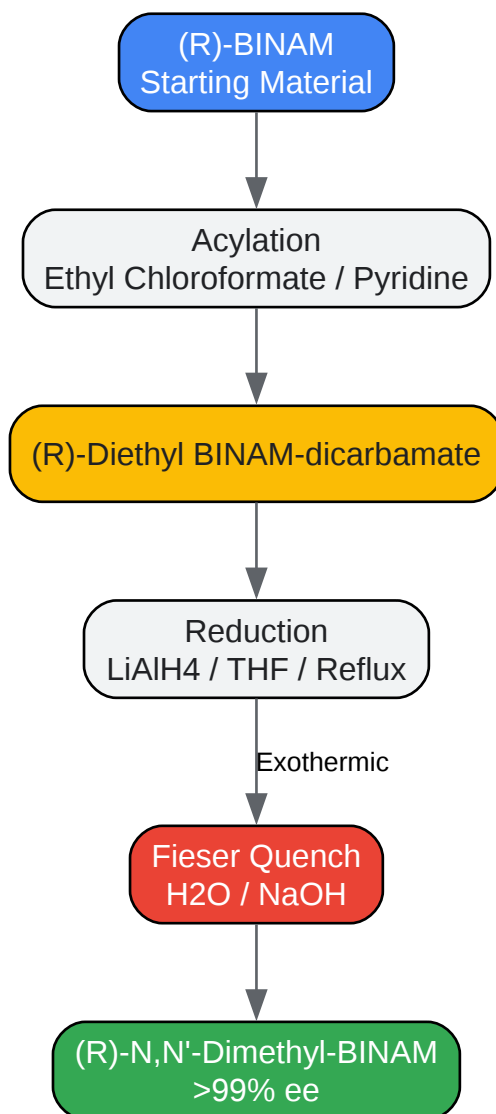 (R)-BINAM
Starting Material
Acylation
Ethyl Chloroformate / Pyridine
(R)-Diethyl BINAM-dicarbamate
Reduction
LiAlH4 / THF / Reflux
Exothermic
Fieser Quench
H2O / NaOH
(R)-N,N'-Dimethyl-BINAM
>99% ee